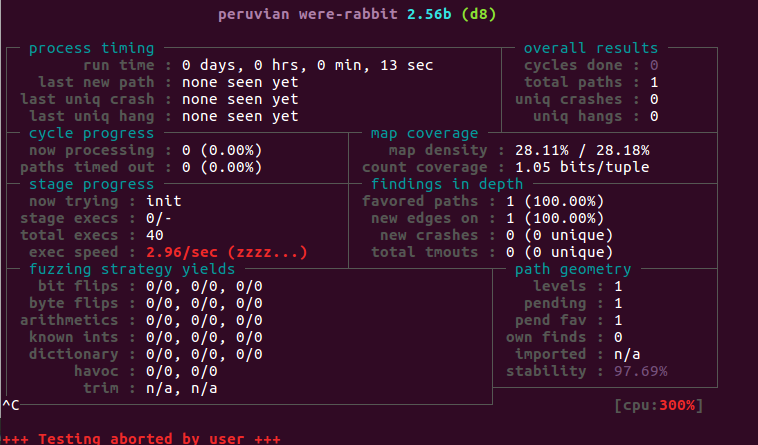 peruvian were-rabbit 2.56b (d8)
process timing overall results
run time : 0 days, 0 hrs, 0 min, 13 sec cycles done : 0
last new path : none seen yet total paths : 1
last uniq crash : none seen yet uniq crashes : 0
last uniq hang : none seen yet uniq hangs : 0
cycle progress map coverage
now processing : 0 (0.00%) map density : 28.11% / 28.18%
paths timed out : 0 (0.00%) count coverage : 1.05 bits/tuple
stage progress findings in depth
now trying : init favored paths : 1 (100.00%)
stage execs : 0/- new edges on : 1 (100.00%)
total execs : 40 new crashes : 0 (0 unique)
exec speed : 2.96/sec (zzzz...) total tmouts : 0 (0 unique)
fuzzing strategy yields path geometry
bit flips : 0/0, 0/0, 0/0 levels : 1
byte flips : 0/0, 0/0, 0/0 pending : 1
arithmetics : 0/0, 0/0, 0/0 pend fav : 1
known ints : 0/0, 0/0, 0/0 own finds : 0
dictionary : 0/0, 0/0, 0/0 imported : n/a
havoc : 0/0, 0/0 stability : 97.69%
trim : n/a, n/a
^C [cpu:300%]
+++ Testing aborted by user +++